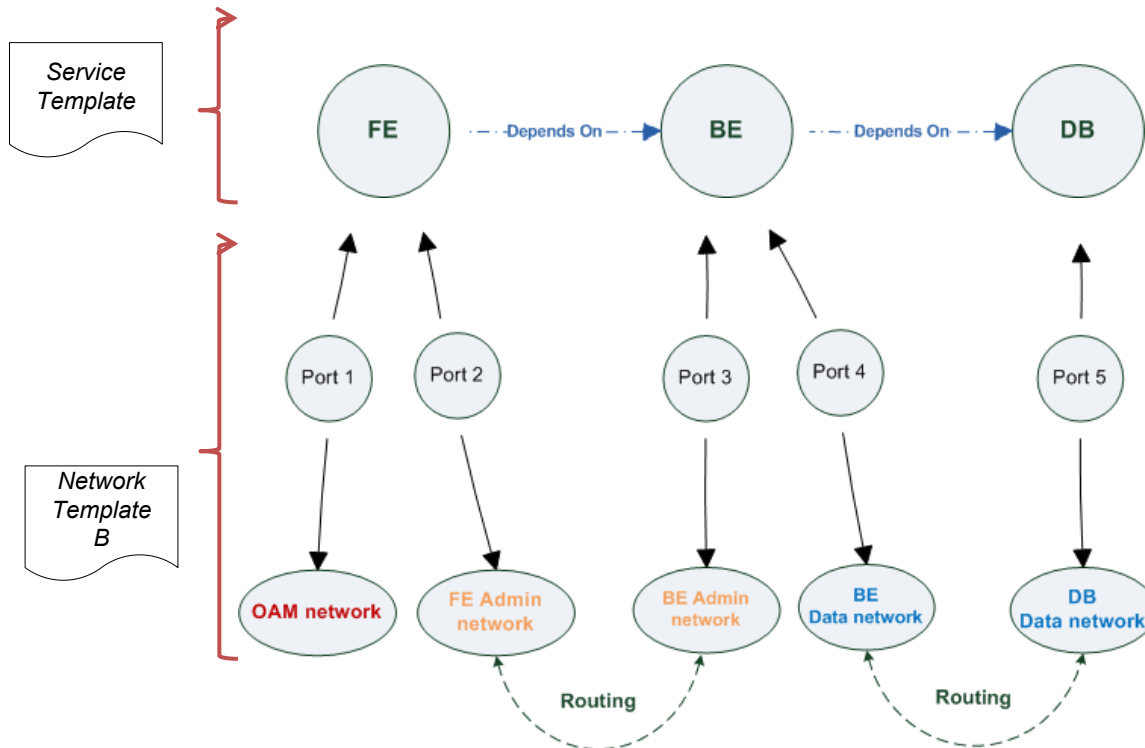 Service
Template
FE
Depends On
BE
Depends On
DB
Port 1
Port 2
Port 3
Port 4
Port 5
Network
Template
B
OAM network
FE Admin
network
BE Admin
network
BE
Data network
DB
Data network
Routing
Routing